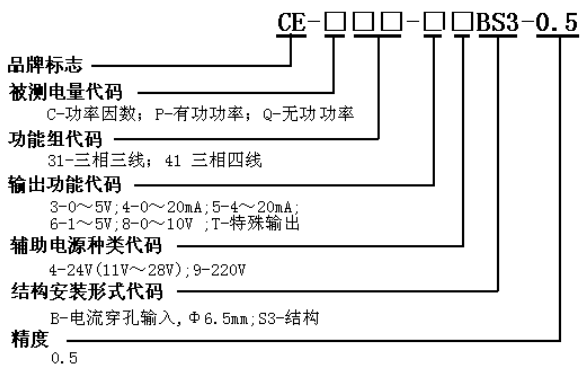 CE-□□□-□□BS3-0.5
品牌标志
被测电量代码
C-功率因数; P-有功功率; Q-无功功率
功能组代码
31-三相三线; 41 三相四线
输出功能代码
3-0～5V;4-0～20mA;5-4～20mA;
6-1～5V;8-0～10V ;T-特殊输出
辅助电源种类代码
4-24V(11V～28V);9-220V
结构安装形式代码
B-电流穿孔输入,Φ6.5mm;S3-结构
精度
0.5